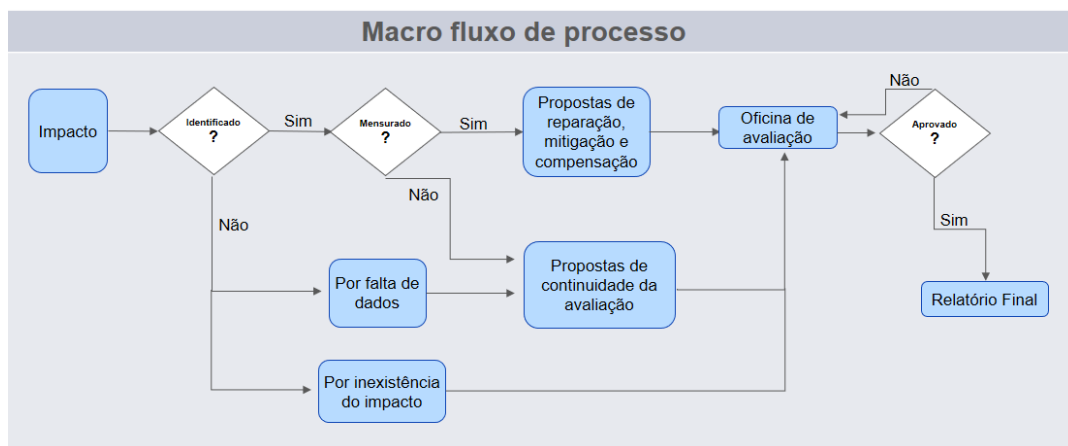 Macro fluxo de processo
Impacto
Identificado
?
Sim
Mensurado
?
Sim
Propostas de
reparação,
mitigação e
compensação
Oficina de
avaliação
Não
Aprovado
?
Não
Não
Sim
Por falta de
dados
Propostas de
continuidade da
avaliação
Relatório Final
Por inexistência
do impacto